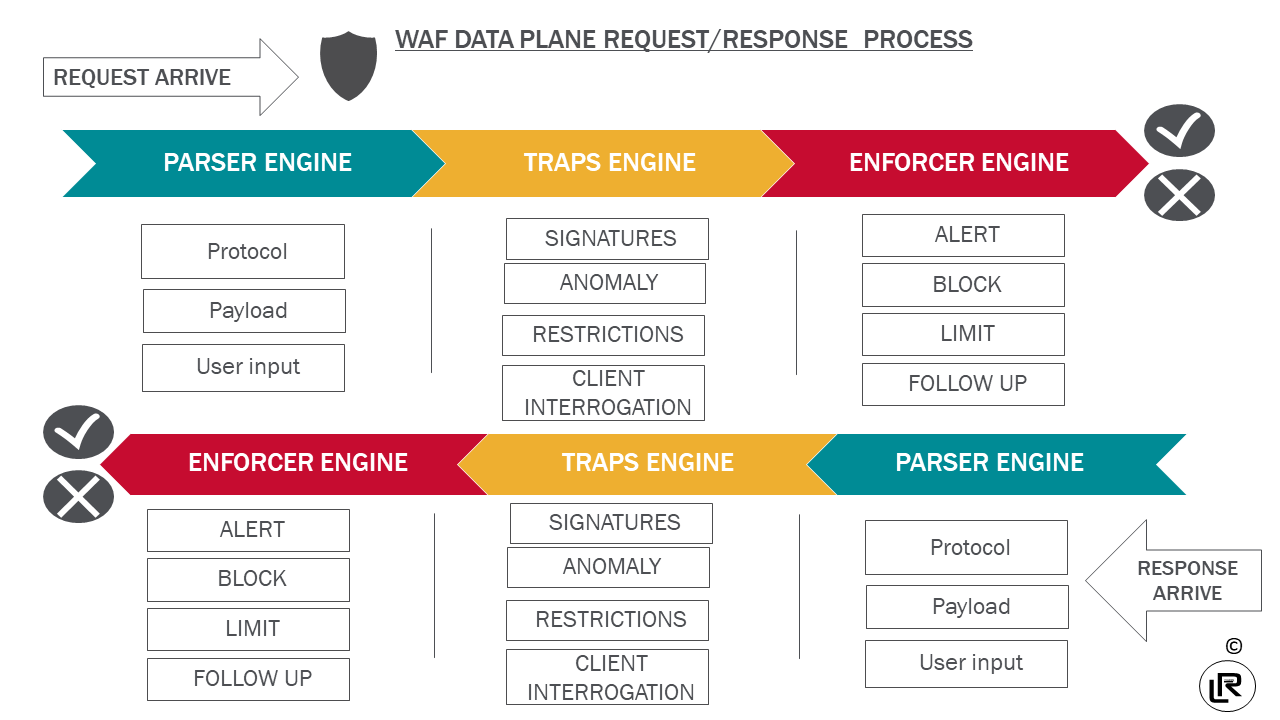 WAF DATA PLANE REQUEST/RESPONSE PROCESS
REQUEST ARRIVE
PARSER ENGINE
TRAPS ENGINE
ENFORCER ENGINE
Protocol
Payload
User input
SIGNATURES
ANOMALY
RESTRICTIONS
CLIENT
INTERROGATION
ALERT
BLOCK
LIMIT
FOLLOW UP
ENFORCER ENGINE
TRAPS ENGINE
PARSER ENGINE
ALERT
BLOCK
LIMIT
FOLLOW UP
SIGNATURES
ANOMALY
RESTRICTIONS
CLIENT
INTERROGATION
Protocol
Payload
User input
RESPONSE
ARRIVE
©
LR